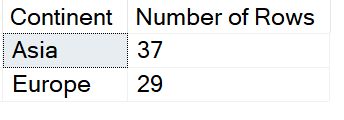 Continent Number of Rows
Asia 37
Europe 29